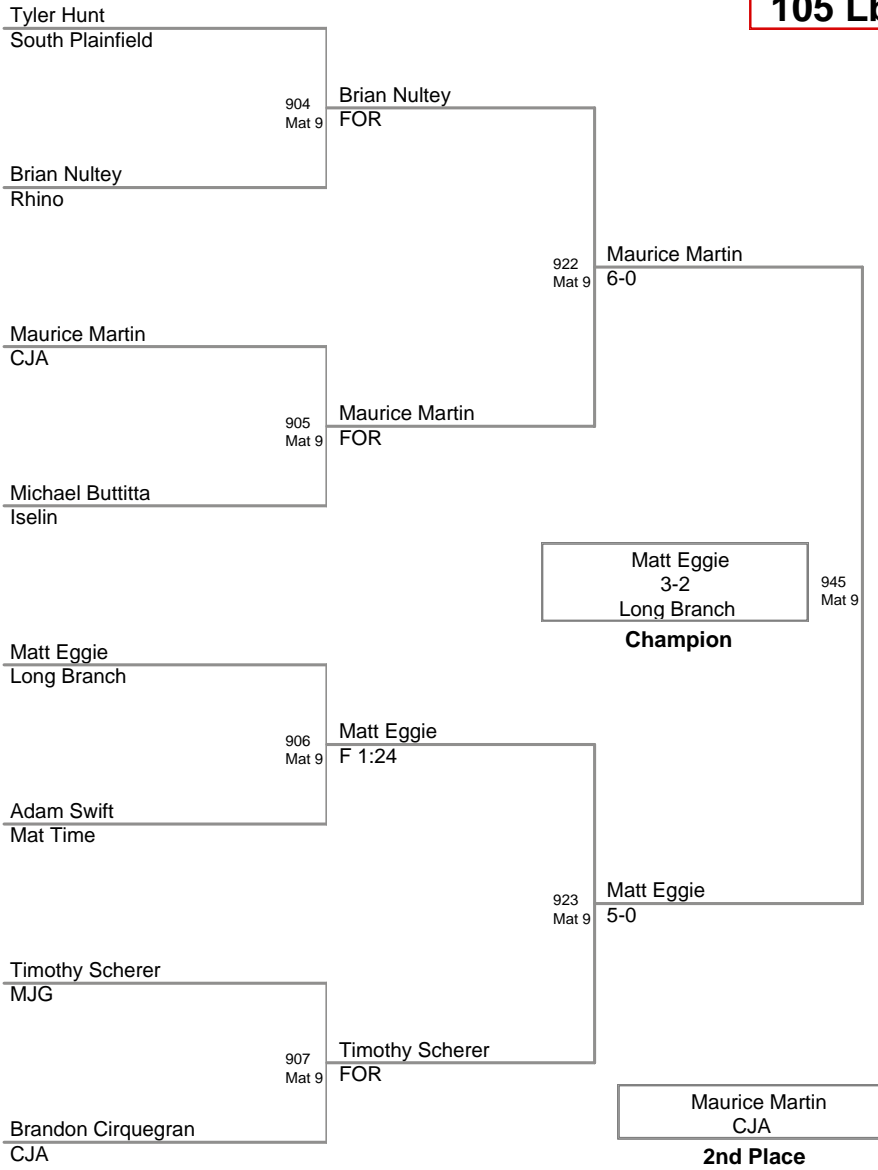 105 Lb
Tyler Hunt
South Plainfield
904
Mat 9
Brian Nultey
FOR
Brian Nultey
Rhino
922
Mat 9
Maurice Martin
6-0
Maurice Martin
CJA
905
Mat 9
Maurice Martin
FOR
Michael Buttitta
Iselin
Matt Eggie
3-2
Long Branch
Champion
945
Mat 9
Matt Eggie
Long Branch
906
Mat 9
Matt Eggie
F 1:24
Adam Swift
Mat Time
923
Mat 9
Matt Eggie
5-0
Timothy Scherer
MJG
907
Mat 9
Timothy Scherer
FOR
Brandon Cirquegran
CJA
Maurice Martin
CJA
2nd Place